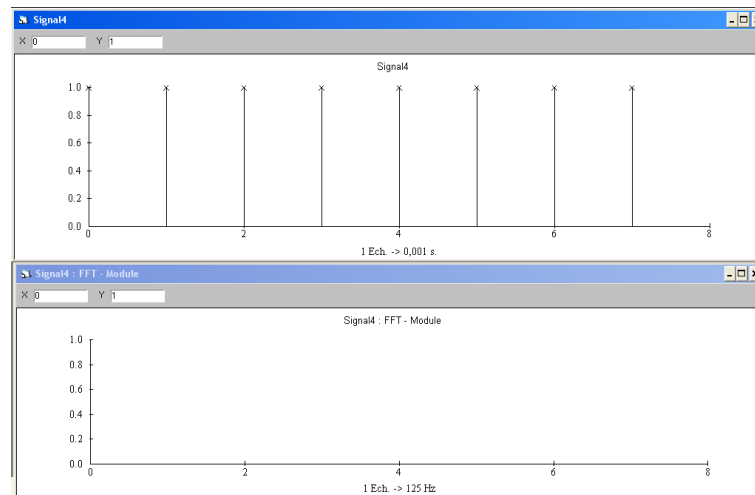 Signal4
X 0 Y 1
Signal4
1.0
0.8
0.6
0.4
0.2
0.0
0 2 4 6 8
1 Ech. -> 0,001 s.
Signal4 : FFT - Module
X 0 Y 1
Signal4 : FFT - Module
1.0
0.8
0.6
0.4
0.2
0.0
0 2 4 6 8
1 Ech. -> 125 Hz